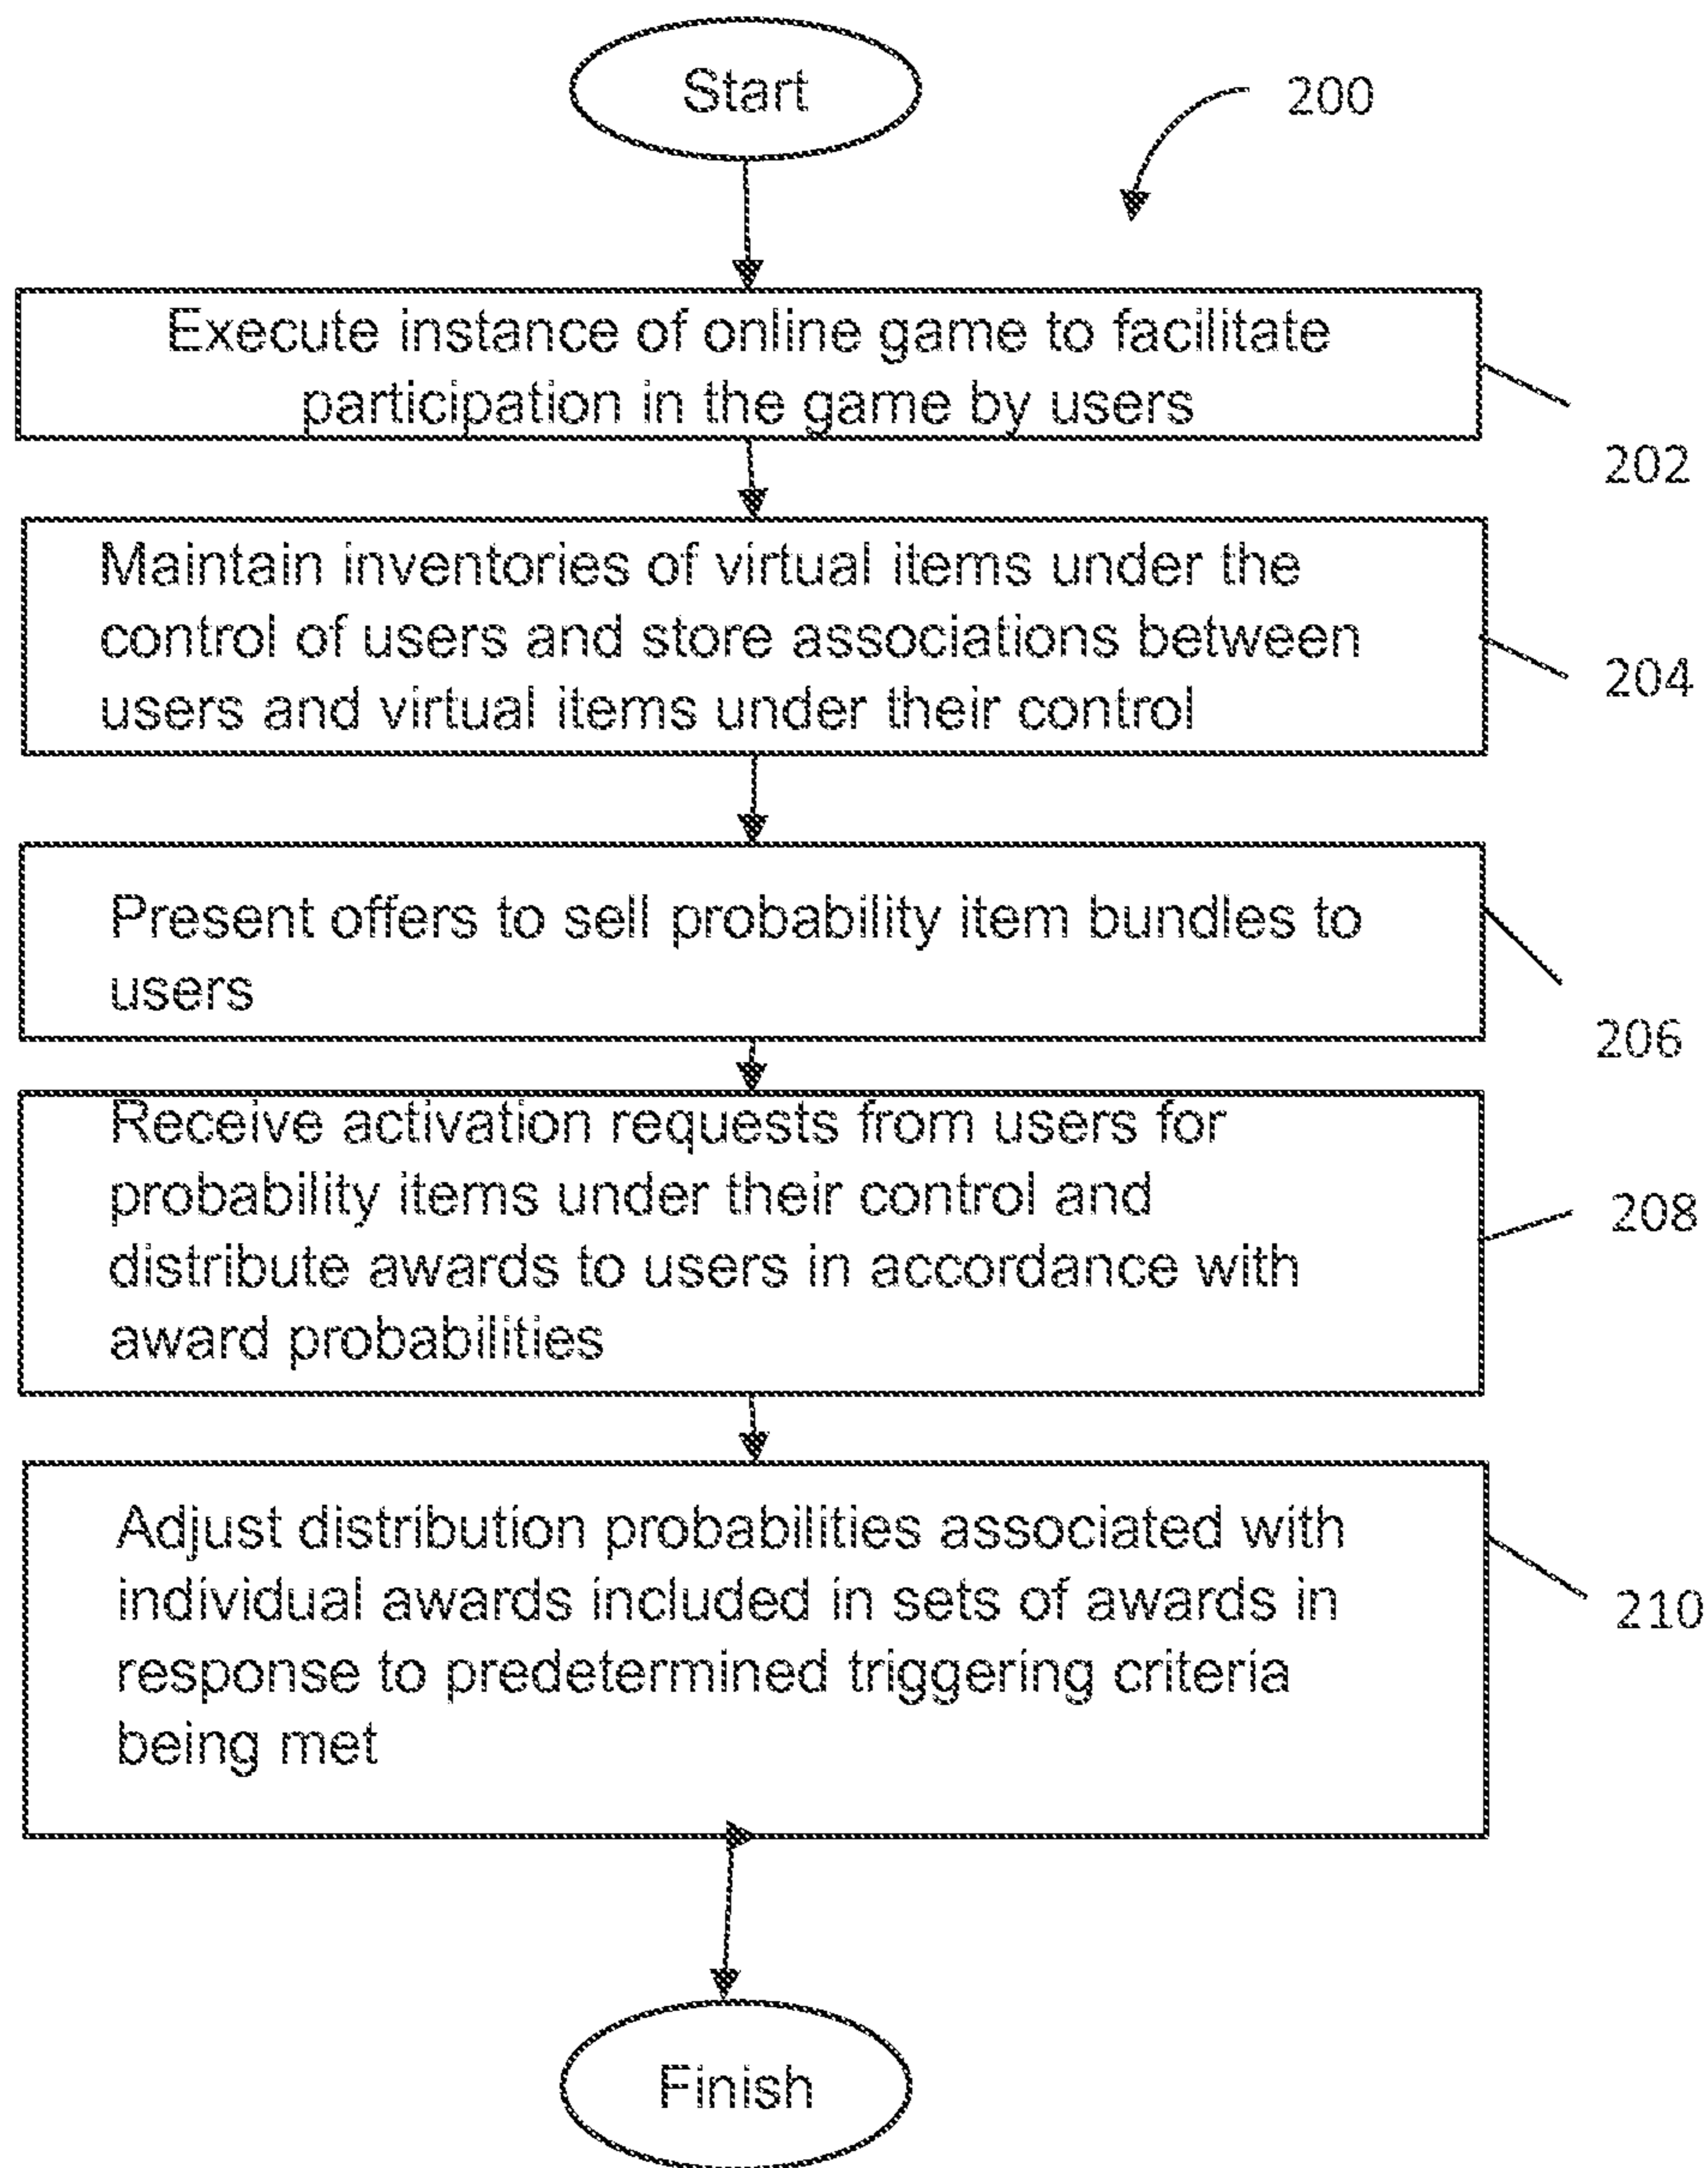 Start
200
Execute instance of online game to facilitate
participation in the game by users
202
Maintain inventories of virtual items under the
control of users and store associations between
users and virtual items under their control
204
Present offers to sell probability item bundles to
users
206
Receive activation requests from users for
probability items under their control and
distribute awards to users in accordance with
award probabilities
208
Adjust distribution probabilities associated with
individual awards included in sets of awards in
response to predetermined triggering criteria
being met
210
Finish